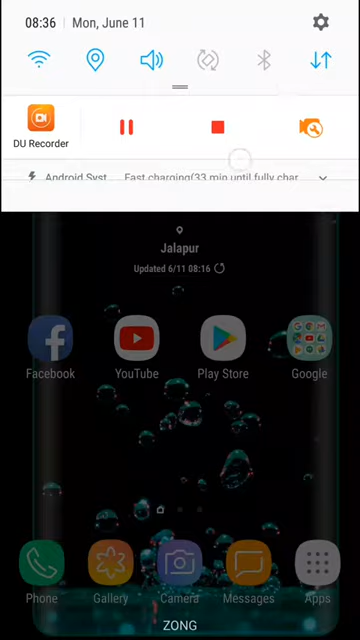 08:36 | Mon, June 11
DU Recorder
Android Syst... Fast charging(33 min until fully char...
Jalapur
Updated 6/11 08:16
Facebook YouTube Play Store Google
Phone Gallery Camera Messages Apps
ZONG